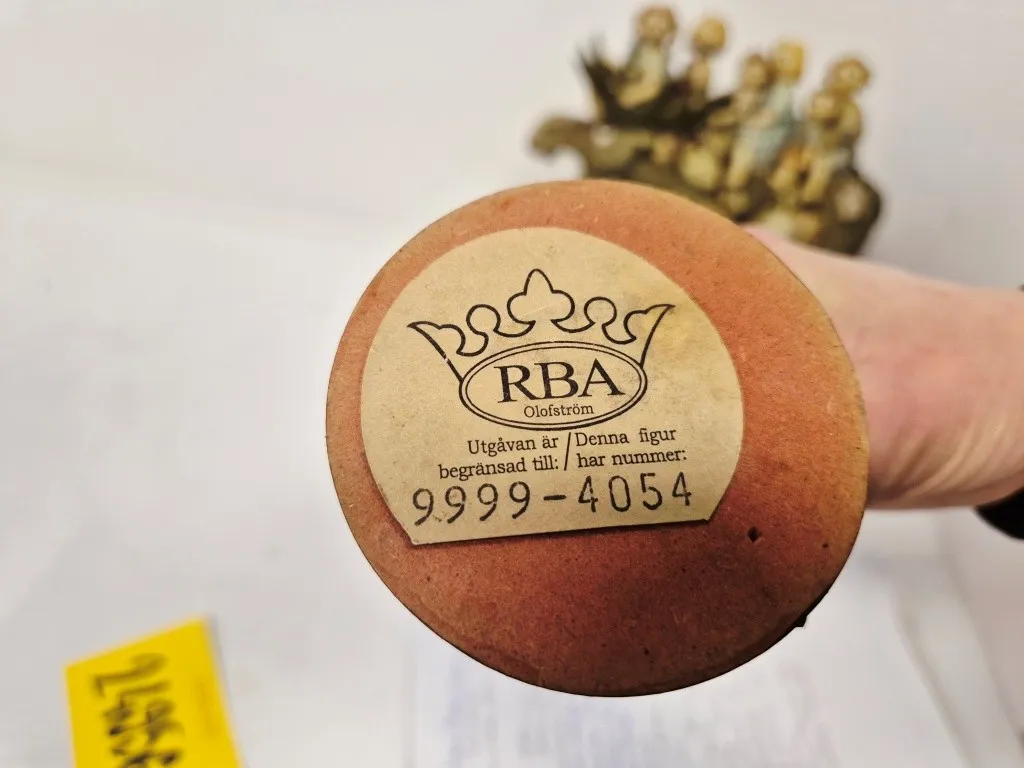 RBA
Olofström
Utgåvan är / Denna figur
begränsad till: / har nummer:
9999-4054